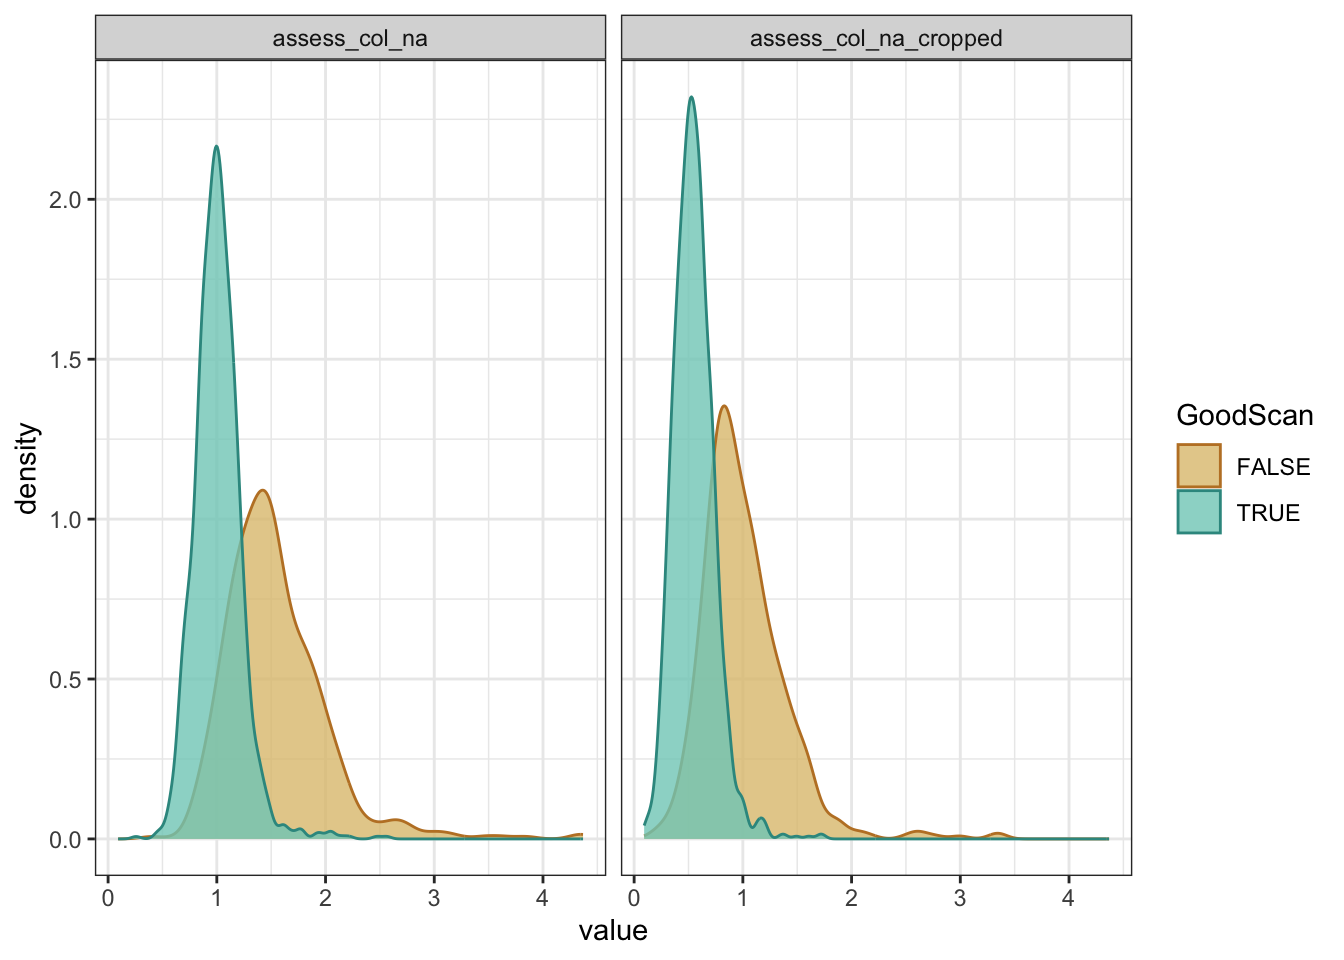 assess_col_na
assess_col_na_cropped
density
2.0
1.5
1.0
0.5
0.0
0 1 2 3 4
0 1 2 3 4
value
GoodScan
FALSE
TRUE